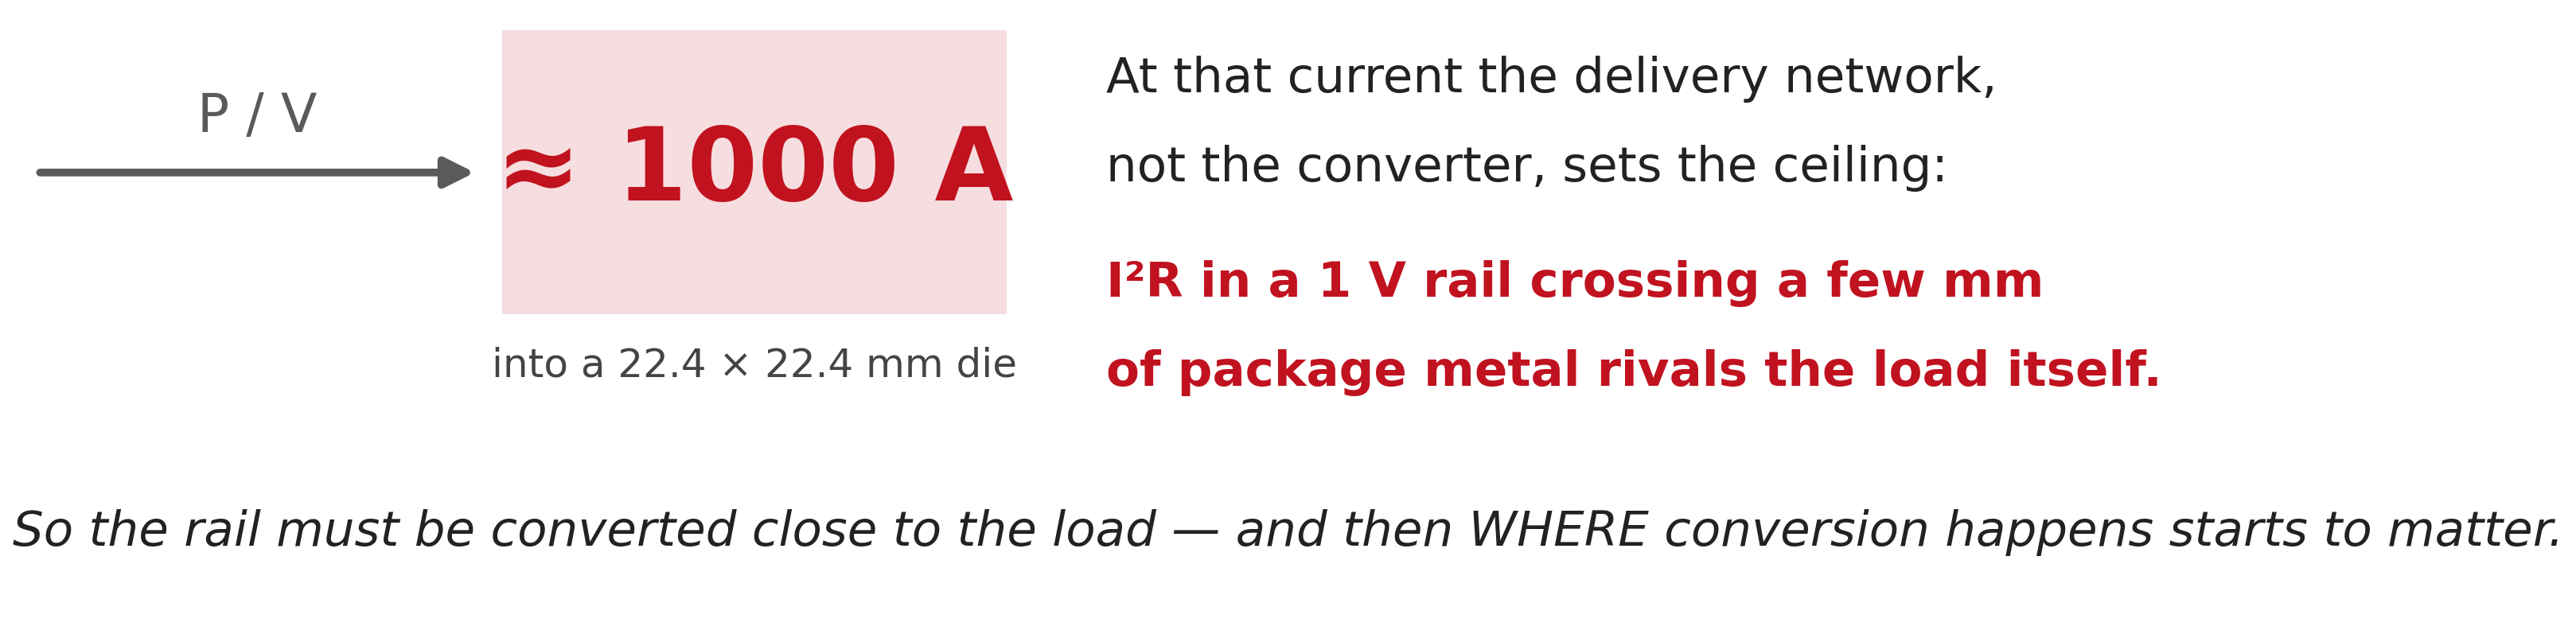 P / V
≈ 1000 A
into a 22.4 × 22.4 mm die
At that current the delivery network,
not the converter, sets the ceiling:
I²R in a 1 V rail crossing a few mm
of package metal rivals the load itself.
So the rail must be converted close to the load — and then WHERE conversion happens starts to matter.